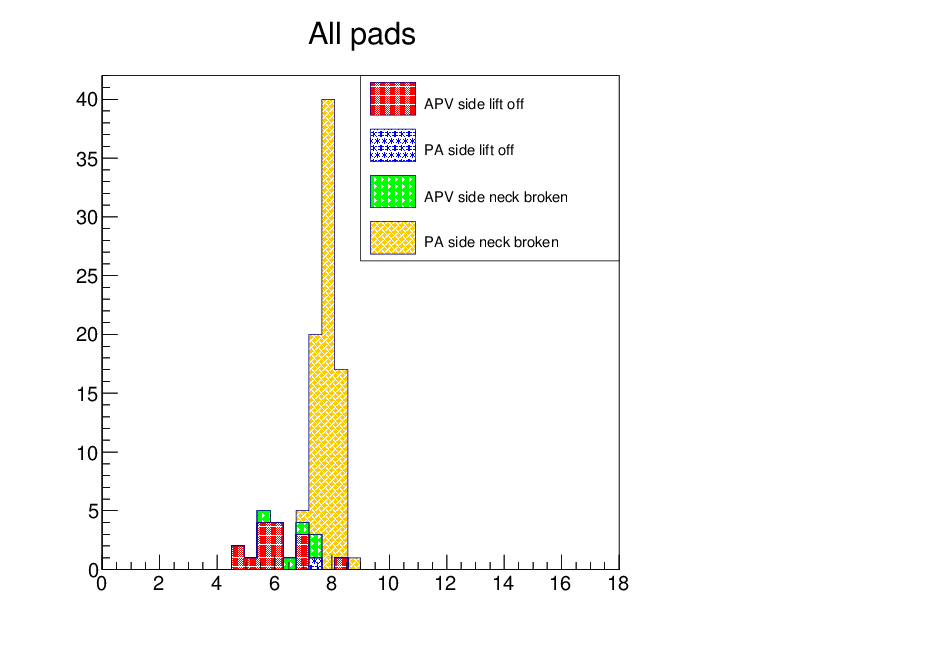 All pads
APV side lift off
PA side lift off
APV side neck broken
PA side neck broken
40
35
30
25
20
15
10
5
0
0 2 4 6 8 10 12 14 16 18